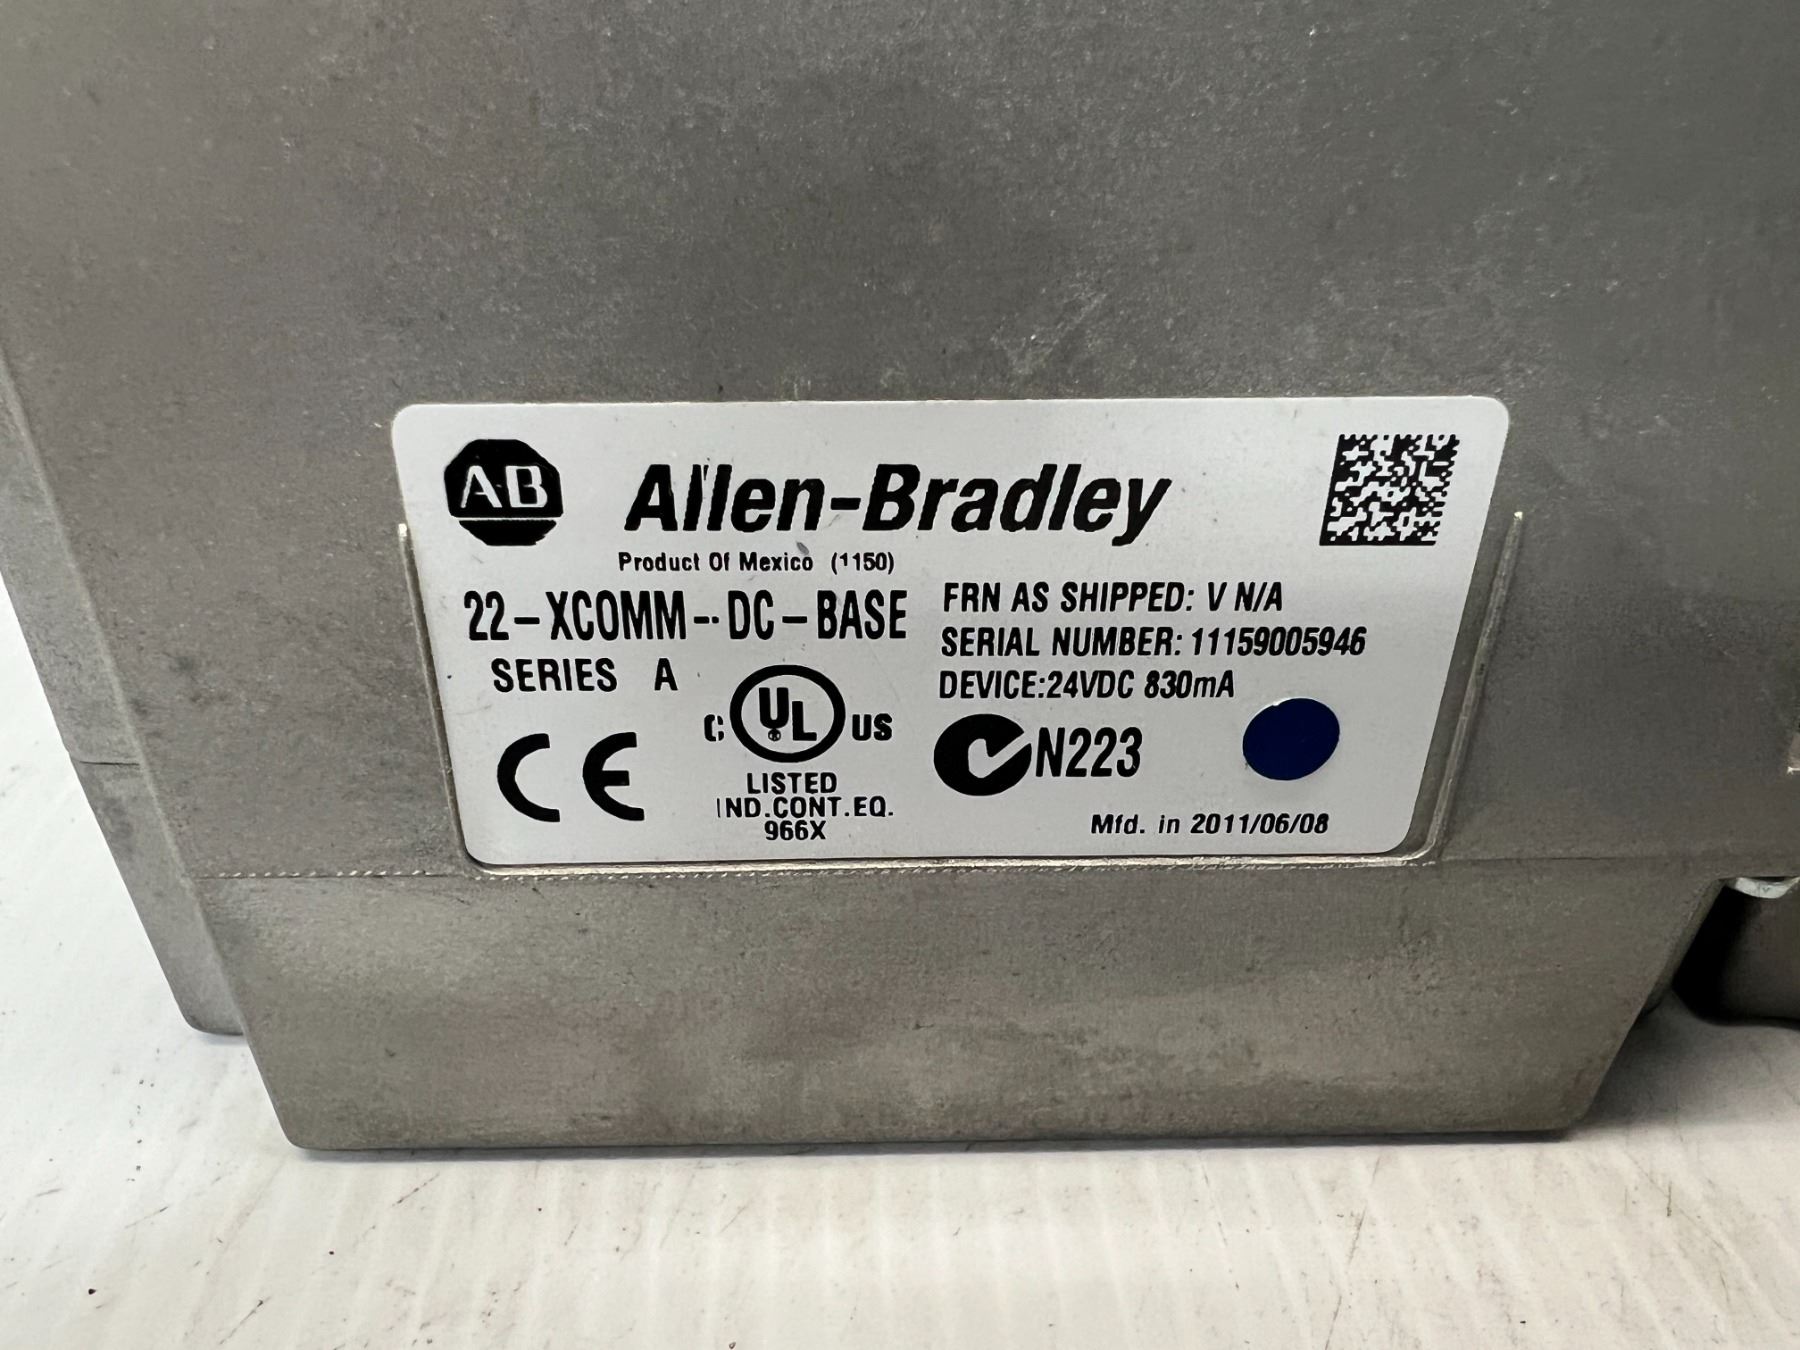 AB Allen-Bradley
Product Of Mexico (1150)
22-XCOMM-DC-BASE
SERIES A
FRN AS SHIPPED: V N/A
SERIAL NUMBER: 11159005946
DEVICE:24VDC 830mA
CE
C UL US
LISTED
IND.CONT.EQ.
966X
N223
Mfd. in 2011/06/08